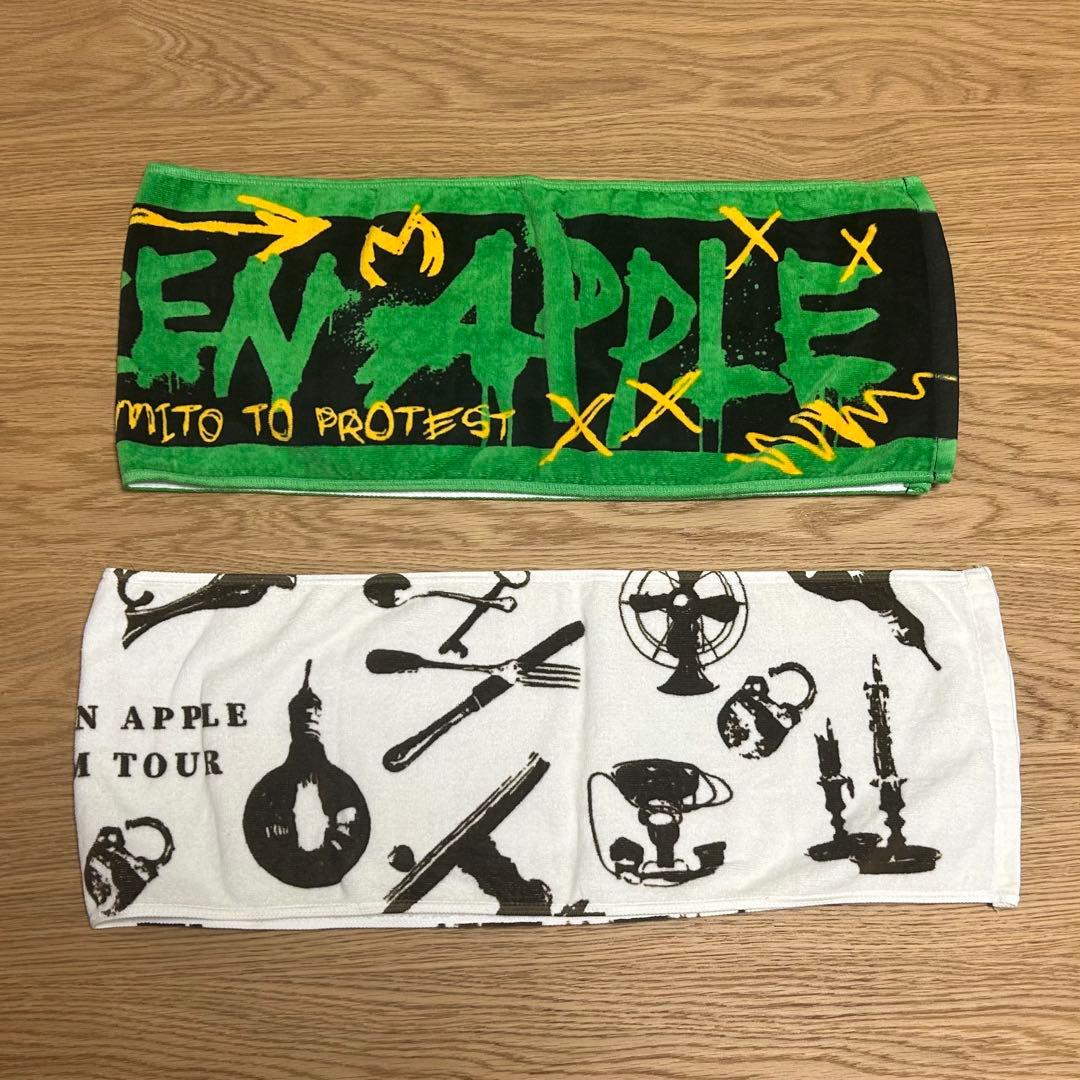 EN APPLE
M
X X
MITO TO PROTEST X X
N APPLE
M TOUR